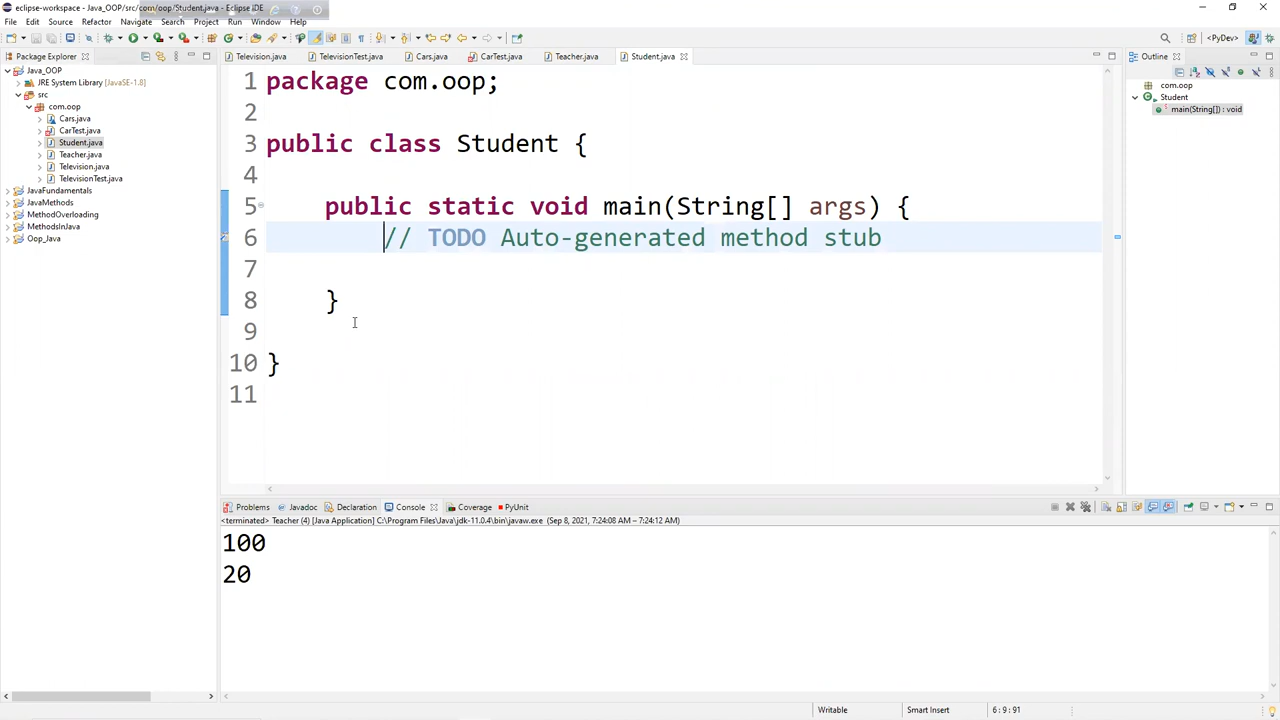 eclipse-workspace - Java_OOP/src/com/oop/Student.java - Eclipse IDE
File Edit Source Refactor Navigate Search Project Run Window Help
<PyDev>
Package Explorer
Java_OOP
JRE System Library [JavaSE-1.8]
src
com.oop
Cars.java
CarTest.java
Student.java
Teacher.java
Television.java
TelevisionTest.java
JavaFundamentals
JavaMethods
MethodOverloading
MethodsInJava
Oop_Java
Television.java TelevisionTest.java Cars.java CarTest.java Teacher.java Student.java
1 package com.oop;
2
3 public class Student {
4
5 public static void main(String[] args) {
6 // TODO Auto-generated method stub
7
8 }
9
10 }
11
Outline
com.oop
Student
main(String[]) : void
Problems Javadoc Declaration Console Coverage PyUnit
<terminated> Teacher (4) [Java Application] C:\Program Files\Java\jdk-11.0.4\bin\javaw.exe (Sep 8, 2021, 7:24:08 AM – 7:24:12 AM)
100
20
Writable Smart Insert 6 : 9 : 91